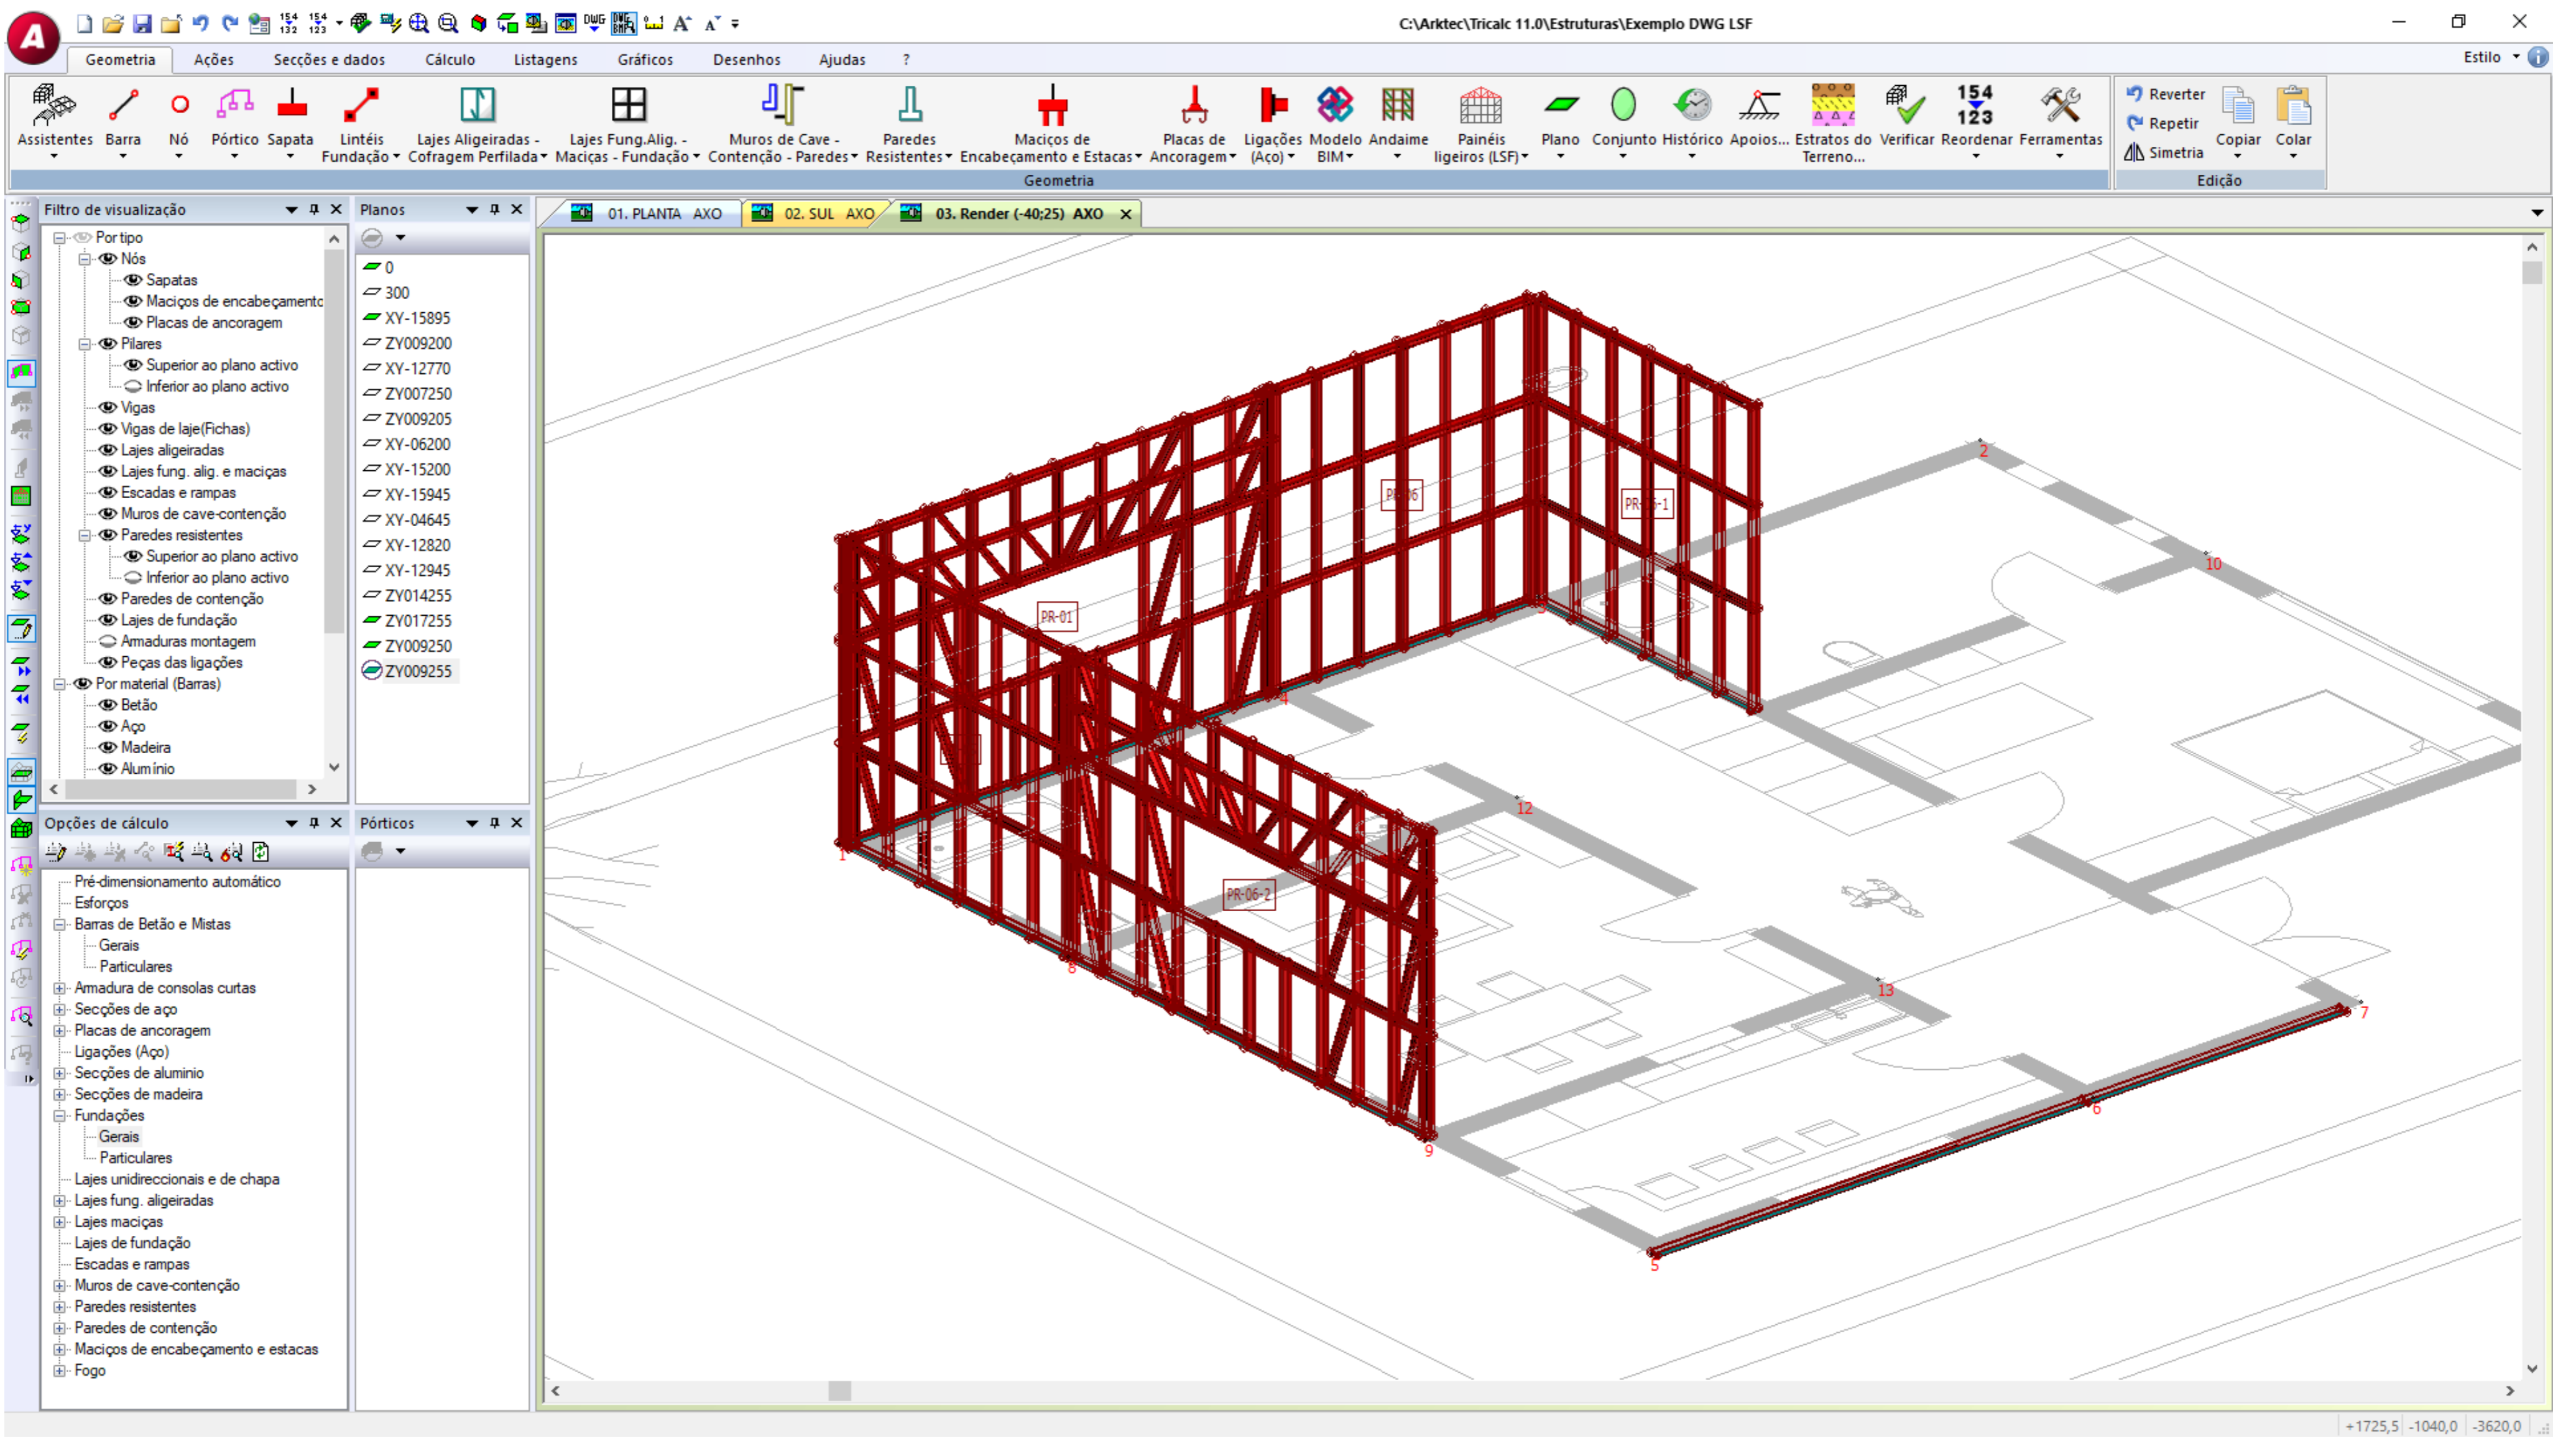 C:\Arktec\Tricalc 11.0\Estruturas\Exemplo DWG LSF
Geometria Ações Secções e dados Cálculo Listagens Gráficos Desenhos Ajudas ?
Estilo
Assistentes Barra Nó Pórtico Sapata
Lintéis
Fundação
Lajes Aligeiradas -
Cofragem Perfilada
Lajes Fung.Alig. -
Maciças - Fundação
Muros de Cave -
Contenção - Paredes
Paredes
Resistentes
Maciços de
Encabeçamento e Estacas
Placas de
Ancoragem
Ligações
(Aço)
Modelo
BIM
Andaime
Painéis
ligeiros (LSF)
Plano Conjunto Histórico Apoios...
Estratos do
Terreno...
Verificar
154
123
Reordenar Ferramentas
Geometria
Reverter
Repetir
Simetria
Copiar Colar
Edição
Filtro de visualização
Por tipo
Nós
Sapatas
Maciços de encabeçamento
Placas de ancoragem
Pilares
Superior ao plano activo
Inferior ao plano activo
Vigas
Vigas de laje(Fichas)
Lajes aligeiradas
Lajes fung. alig. e maciças
Escadas e rampas
Muros de cave-contenção
Paredes resistentes
Superior ao plano activo
Inferior ao plano activo
Paredes de contenção
Lajes de fundação
Armaduras montagem
Peças das ligações
Por material (Barras)
Betão
Aço
Madeira
Alumínio
Planos
0
300
XY-15895
ZY009200
XY-12770
ZY007250
ZY009205
XY-06200
XY-15200
XY-15945
XY-04645
XY-12820
XY-12945
ZY014255
ZY017255
ZY009250
ZY009255
Opções de cálculo
Pré-dimensionamento automático
Esforços
Barras de Betão e Mistas
Gerais
Particulares
Armadura de consolas curtas
Secções de aço
Placas de ancoragem
Ligações (Aço)
Secções de aluminio
Secções de madeira
Fundações
Gerais
Particulares
Lajes unidireccionais e de chapa
Lajes fung. aligeiradas
Lajes maciças
Lajes de fundação
Escadas e rampas
Muros de cave-contenção
Paredes resistentes
Paredes de contenção
Maciços de encabeçamento e estacas
Fogo
Pórticos
01. PLANTA AXO
02. SUL AXO
03. Render (-40;25) AXO
2
10
PR-01
4
12
1
PR-06-2
8
13
7
6
9
5
+1725,5 -1040,0 -3620,0